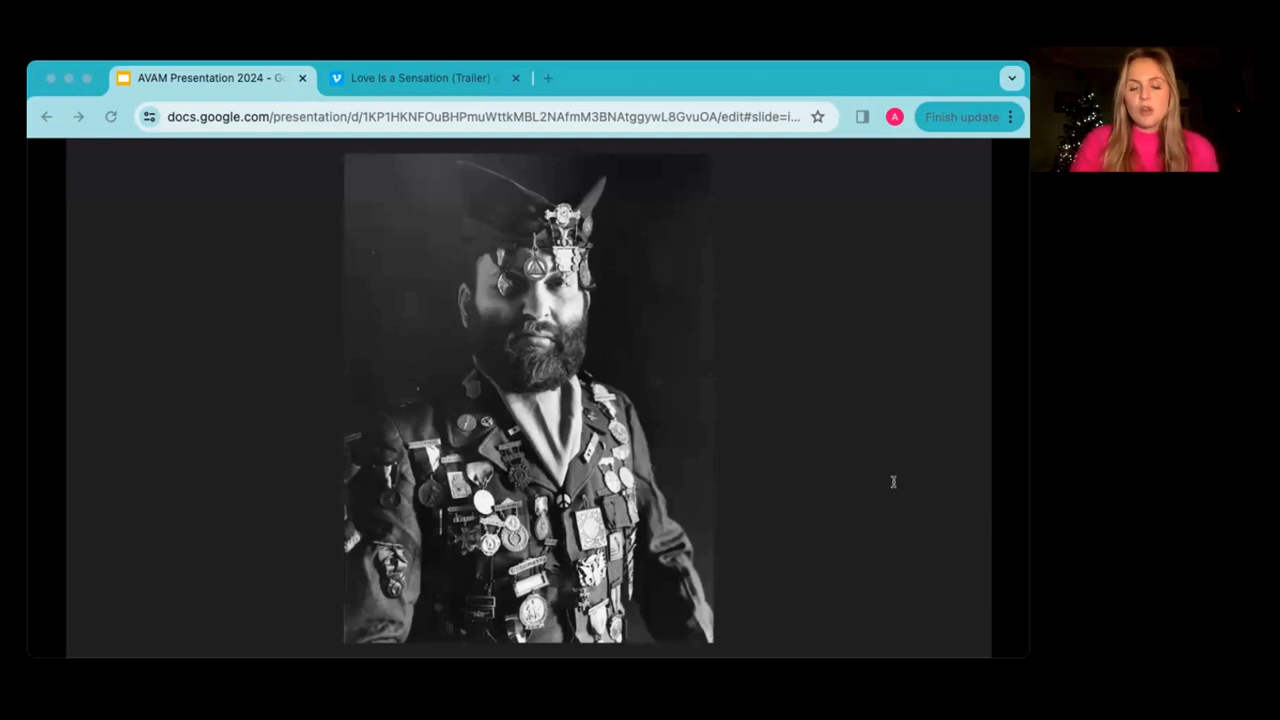 AVAM Presentation 2024 - G
Love Is a Sensation (Trailer)
docs.google.com/presentation/d/1KP1HKNFOuBHPmuWttkMBL2NAfmM3BNAtggywL8GvuOA/edit#slide=i...
A
Finish update